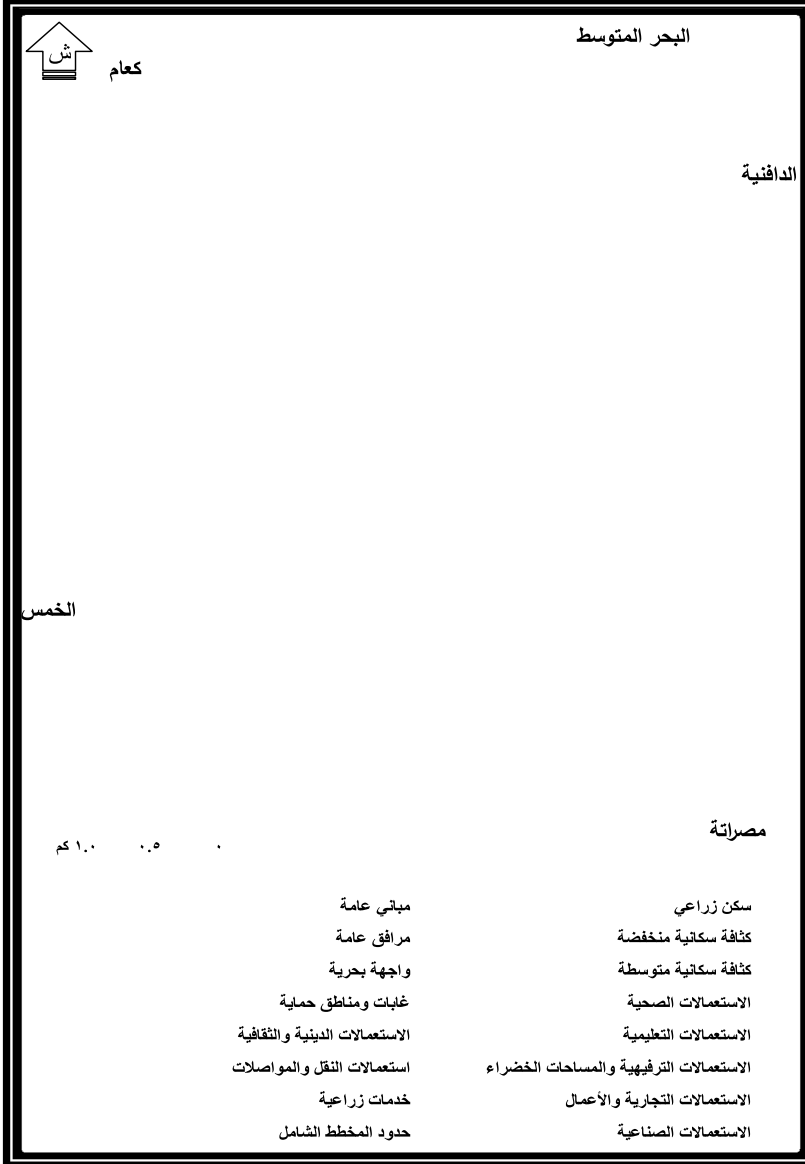 البحر المتوسط
ش
كعام
الدافنية
الخمس
مصراتة
٠ ٠.٥ ١.٠ كم
سكن زراعي مباني عامة
كثافة سكانية منخفضة مرافق عامة
كثافة سكانية متوسطة واجهة بحرية
الاستعمالات الصحية غابات ومناطق حماية
الاستعمالات التعليمية الاستعمالات الدينية والثقافية
الاستعمالات الترفيهية والمساحات الخضراء استعمالات النقل والمواصلات
الاستعمالات التجارية والأعمال خدمات زراعية
الاستعمالات الصناعية حدود المخطط الشامل